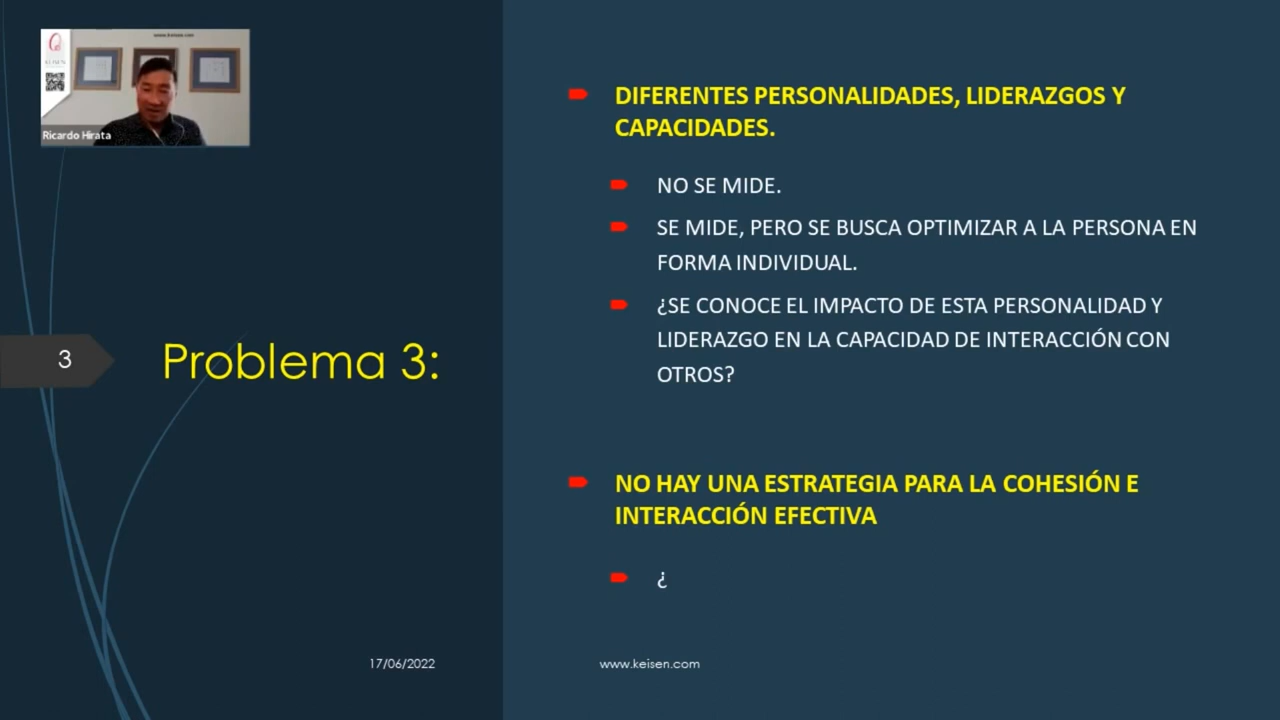 www.keisen.com
KEISEN
Ricardo Hirata
3
Problema 3:
DIFERENTES PERSONALIDADES, LIDERAZGOS Y
CAPACIDADES.
NO SE MIDE.
SE MIDE, PERO SE BUSCA OPTIMIZAR A LA PERSONA EN
FORMA INDIVIDUAL.
¿SE CONOCE EL IMPACTO DE ESTA PERSONALIDAD Y
LIDERAZGO EN LA CAPACIDAD DE INTERACCIÓN CON
OTROS?
NO HAY UNA ESTRATEGIA PARA LA COHESIÓN E
INTERACCIÓN EFECTIVA
¿
17/06/2022
www.keisen.com